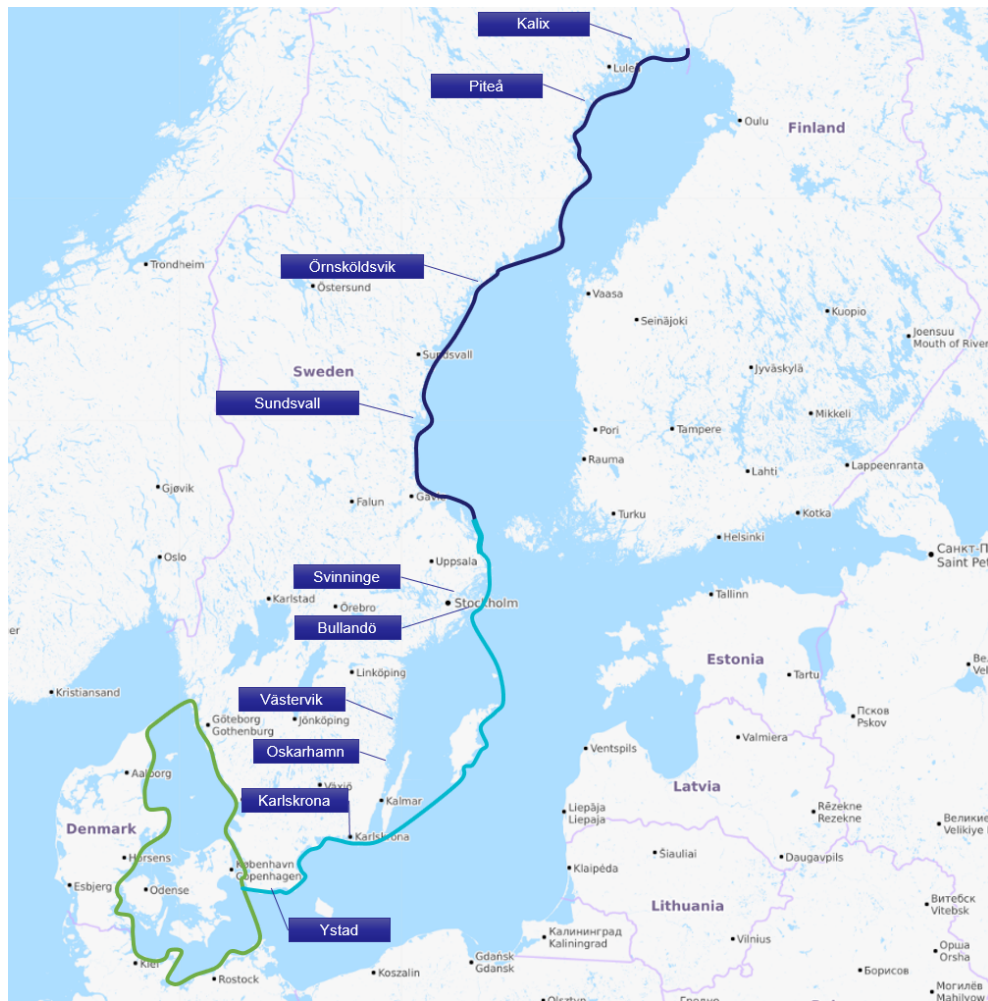 Kalix
Luleå
Piteå
Oulu
Finland
Örnsköldsvik
Trondheim
Östersund
Vaasa
Seinäjoki
Kuopio
Joensuu
Mouth of River
Sundsvall
Sweden
Jyväskylä
Sundsvall
Mikkeli
Pori
Tampere
Rauma
Lahti
Lappeenranta
Gjøvik
Falun
Turku
Kotka
Helsinki
Oslo
Uppsala
Санкт-П
Saint Pet
Svinninge
Karlstad
Örebro
Stockholm
Tallinn
Bullandö
er
Estonia
Linköping
Tartu
Kristiansand
Västervik
Göteborg
Gothenburg
Jönköping
Псков
Pskov
Valmiera
Oskarhamn
Ventspils
Aalborg
Växjö
Latvia
Karlskrona
Kalmar
Liepāja
Liepaja
Rēzekne
Rezekne
Великие
Velikiye L
Denmark
Karlskrona
Horsens
København
Copenhagen
Šiauliai
Daugavpils
Klaipėda
Esbjerg
Odense
Lithuania
Витебск
Vitebsk
Ystad
Калининград
Kaliningrad
Vilnius
Орша
Orsha
Kiel
Rostock
Koszalin
Gdańsk
Gdansk
Борисов
Olsztyn
Могилёв
Mahilyow